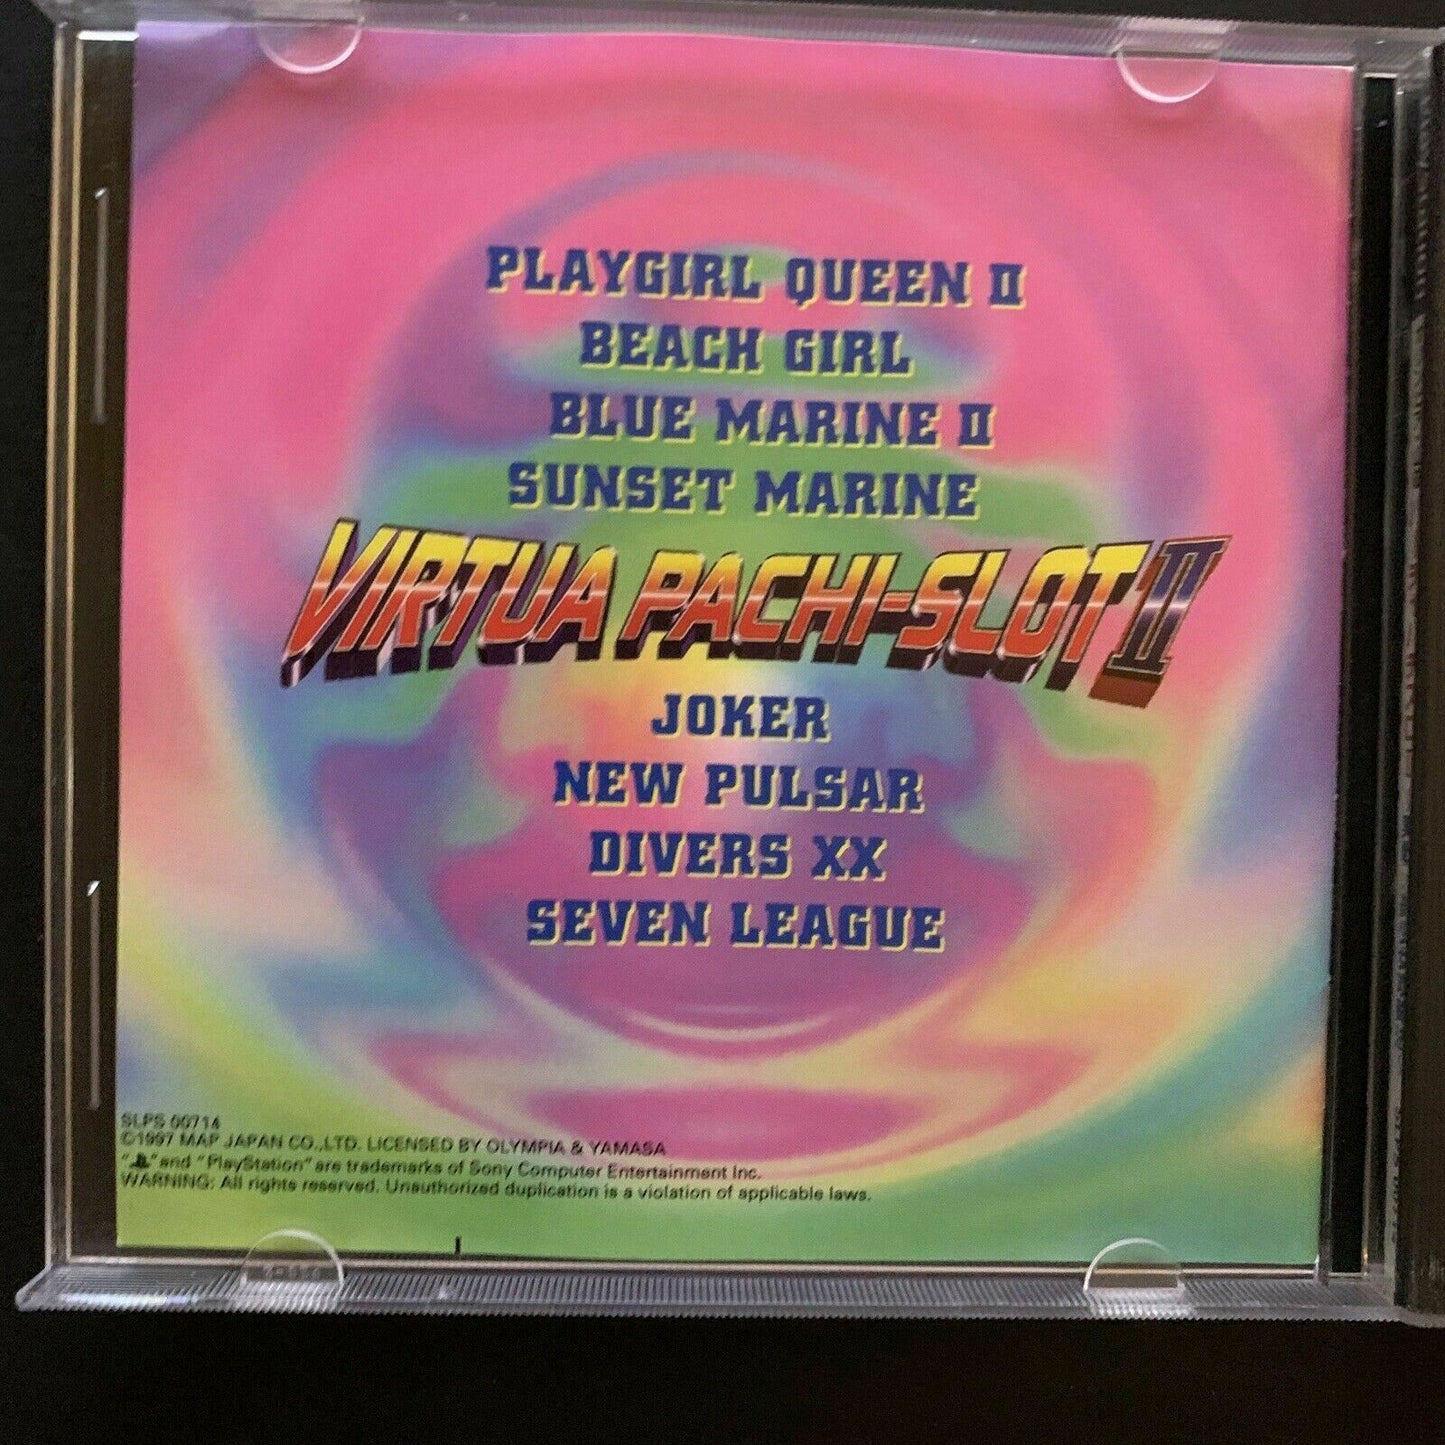 PLAYGIRL QUEEN II
BEACH GIRL
BLUE MARINE II
SUNSET MARINE
VIRTUA PACHI-SLOT II
JOKER
NEW PULSAR
DIVERS XX
SEVEN LEAGUE
SLPS 00714
©1997 MAP JAPAN CO.,LTD. LICENSED BY OLYMPIA & YAMASA
" " and "PlayStation" are trademarks of Sony Computer Entertainment Inc.
WARNING: All rights reserved. Unauthorized duplication is a violation of applicable laws.